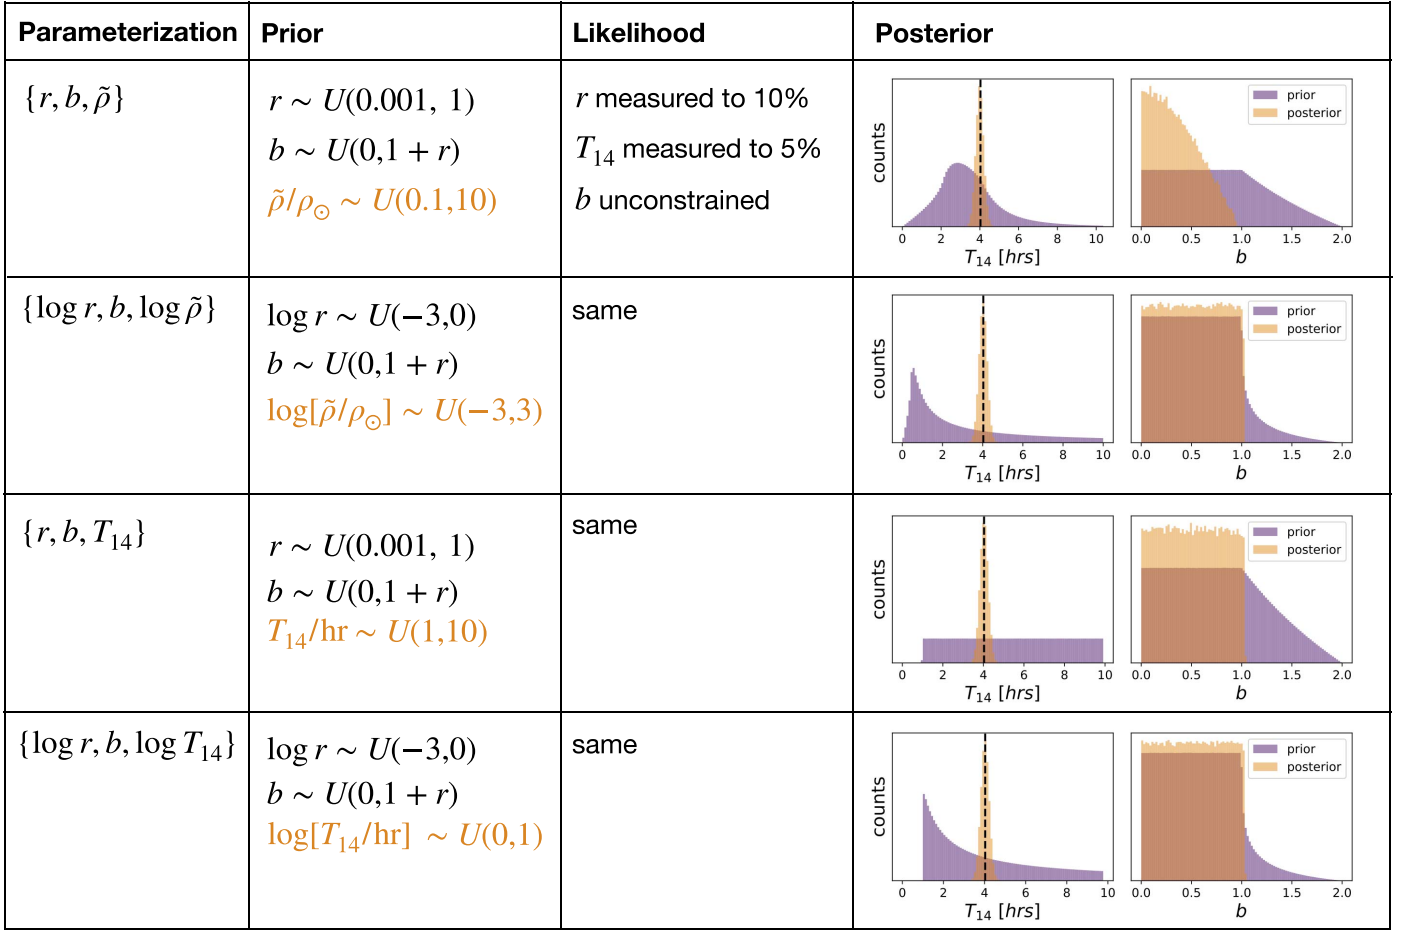 Parameterization Prior Likelihood Posterior
{r, b, ρ̃}
r ∼ U(0.001, 1)
b ∼ U(0,1 + r)
ρ̃/ρ⊙ ∼ U(0.1,10)
r measured to 10%
T₁₄ measured to 5%
b unconstrained
counts
0 2 4 6 8 10
T₁₄ [hrs]
prior
posterior
0.0 0.5 1.0 1.5 2.0
b
{log r, b, log ρ̃}
log r ∼ U(−3,0)
b ∼ U(0,1 + r)
log[ρ̃/ρ⊙] ∼ U(−3,3)
same
counts
0 2 4 6 8 10
T₁₄ [hrs]
prior
posterior
0.0 0.5 1.0 1.5 2.0
b
{r, b, T₁₄}
r ∼ U(0.001, 1)
b ∼ U(0,1 + r)
T₁₄/hr ∼ U(1,10)
same
counts
0 2 4 6 8 10
T₁₄ [hrs]
prior
posterior
0.0 0.5 1.0 1.5 2.0
b
{log r, b, log T₁₄}
log r ∼ U(−3,0)
b ∼ U(0,1 + r)
log[T₁₄/hr] ∼ U(0,1)
same
counts
0 2 4 6 8 10
T₁₄ [hrs]
prior
posterior
0.0 0.5 1.0 1.5 2.0
b